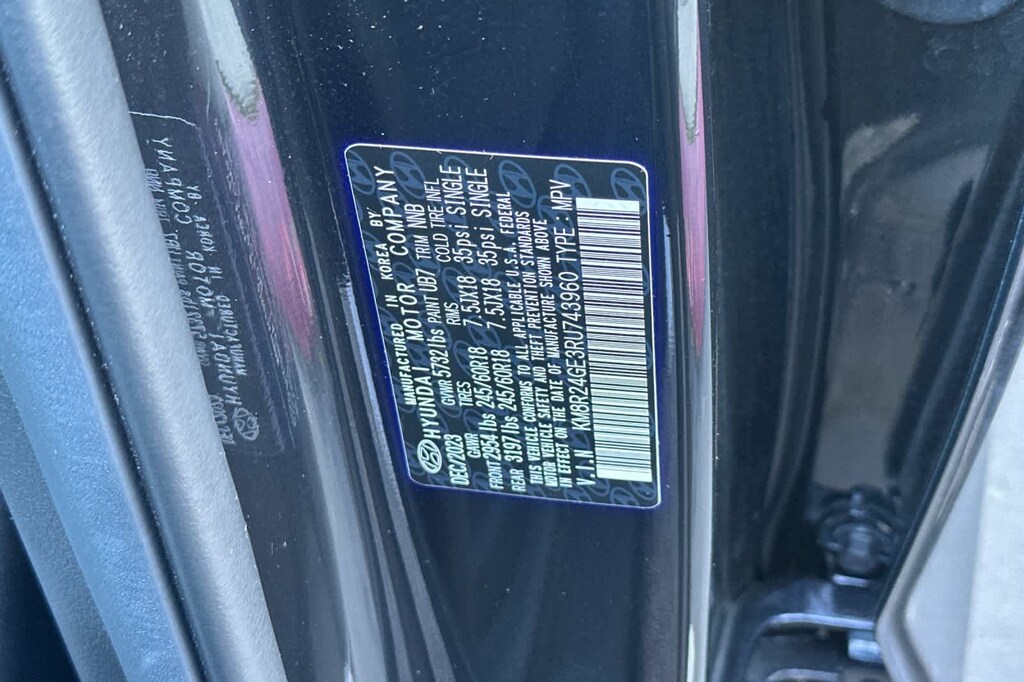 MANUFACTURED IN KOREA BY
HYUNDAI MOTOR COMPANY
DEC/2023 GVWR 5732lbs PAINT UB7 TRIM NNB
GAWR TIRES RIMS COLD TIRE INFL
FRONT 2954 lbs 245/60R18 7.5JX18 35psi SINGLE
REAR 3197lbs 245/60R18 7.5JX18 35psi SINGLE
THIS VEHICLE CONFORMS TO ALL APPLICABLE U.S.A. FEDERAL
MOTOR VEHICLE SAFETY AND THEFT PREVENTION STANDARDS
IN EFFECT ON THE DATE OF MANUFACTURE SHOWN ABOVE
V.I.N. KM8R24GE3RU743960 TYPE : MPV